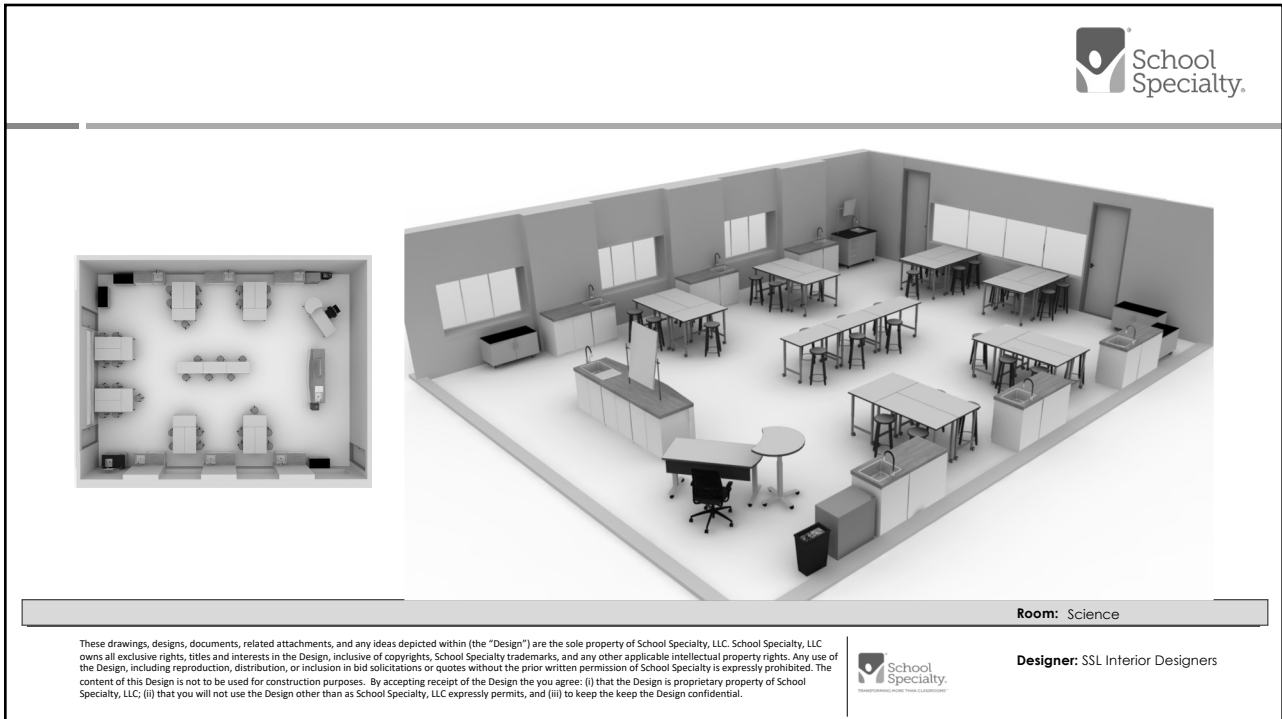 School
Specialty®
Room: Science
These drawings, designs, documents, related attachments, and any ideas depicted within (the “Design”) are the sole property of School Specialty, LLC. School Specialty, LLC
owns all exclusive rights, titles and interests in the Design, inclusive of copyrights, School Specialty trademarks, and any other applicable intellectual property rights. Any use of
the Design, including reproduction, distribution, or inclusion in bid solicitations or quotes without the prior written permission of School Specialty is expressly prohibited. The
content of this Design is not to be used for construction purposes. By accepting receipt of the Design the you agree: (i) that the Design is proprietary property of School
Specialty, LLC; (ii) that you will not use the Design other than as School Specialty, LLC expressly permits, and (iii) to keep the keep the Design confidential.
School
Specialty.
TRANSFORMING MORE THAN CLASSROOMS™
Designer: SSL Interior Designers